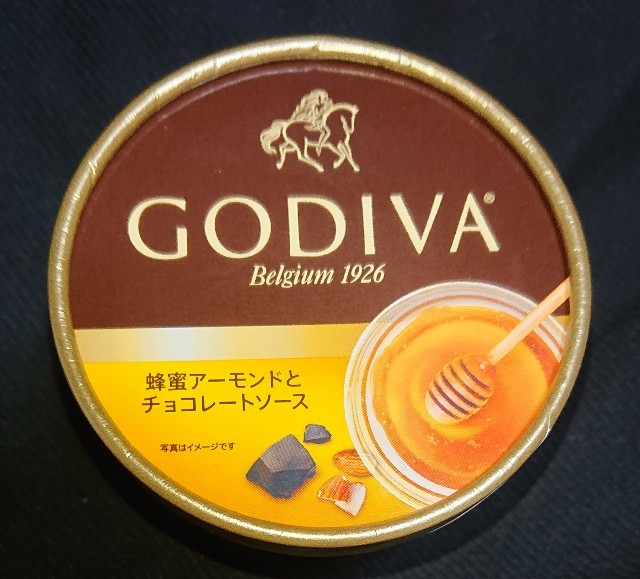 GODIVA®
Belgium 1926
蜂蜜アーモンドと
チョコレートソース
写真はイメージです